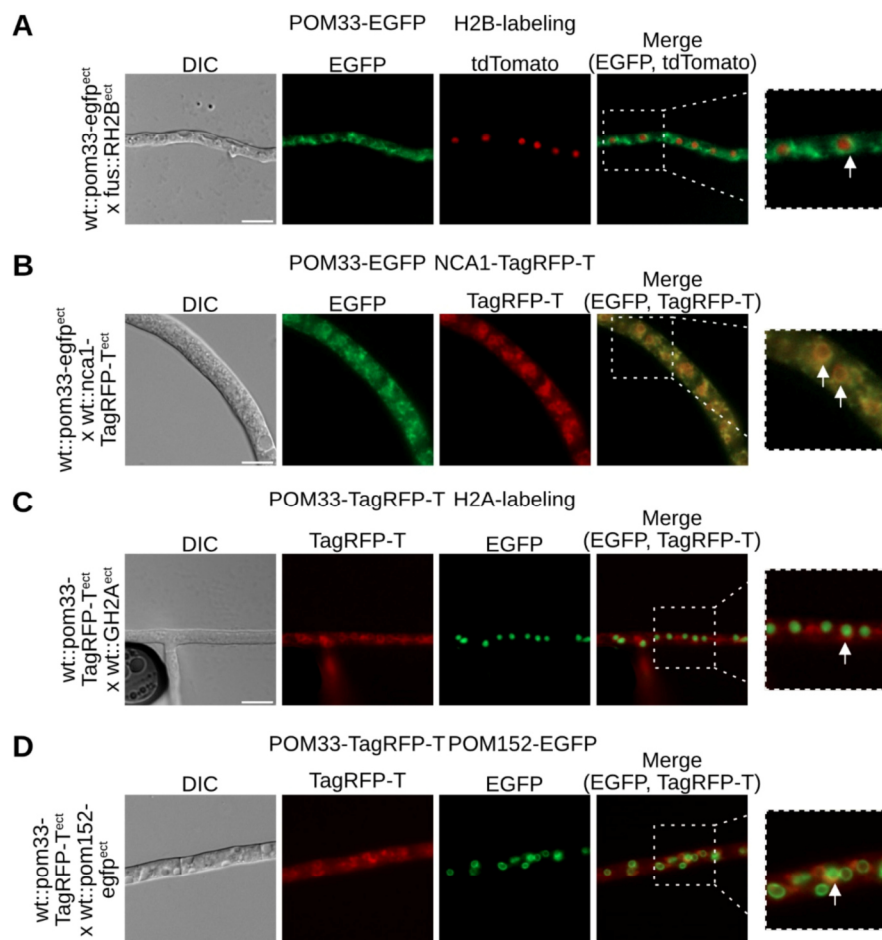 A
POM33-EGFP H2B-labeling
DIC EGFP tdTomato Merge
(EGFP, tdTomato)
wt::pom33-egfpᵉᶜᵗ
x fus::RH2Bᵉᶜᵗ
B
POM33-EGFP NCA1-TagRFP-T
DIC EGFP TagRFP-T Merge
(EGFP, TagRFP-T)
wt::pom33-egfpᵉᶜᵗ
x wt::nca1-
TagRFP-Tᵉᶜᵗ
C
POM33-TagRFP-T H2A-labeling
DIC TagRFP-T EGFP Merge
(EGFP, TagRFP-T)
wt::pom33-
TagRFP-Tᵉᶜᵗ
x wt::GH2Aᵉᶜᵗ
D
POM33-TagRFP-T POM152-EGFP
DIC TagRFP-T EGFP Merge
(EGFP, TagRFP-T)
wt::pom33-
TagRFP-Tᵉᶜᵗ
x wt::pom152-
egfpᵉᶜᵗ